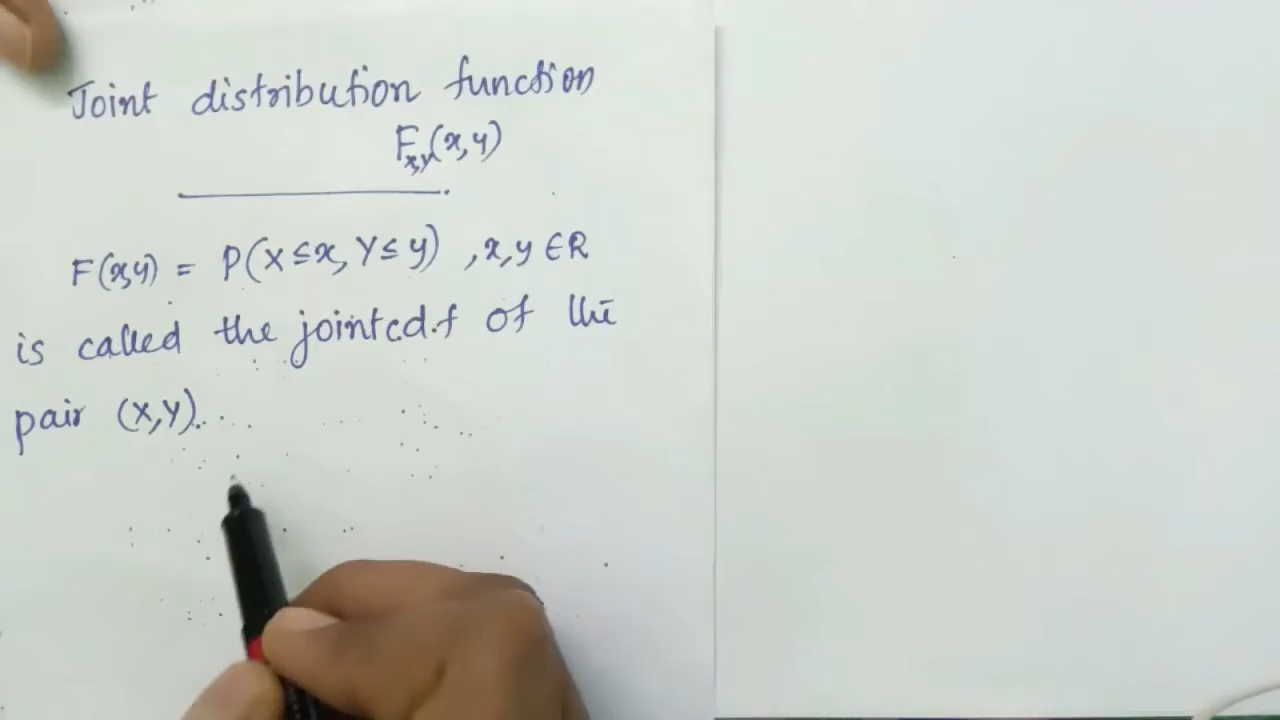 Joint distribution function
F_{x,y}(x,y)
F(x,y) = P(X≤x, Y≤y) , x,y ∈ R
is called the joint c.d.f of the
pair (X,Y).